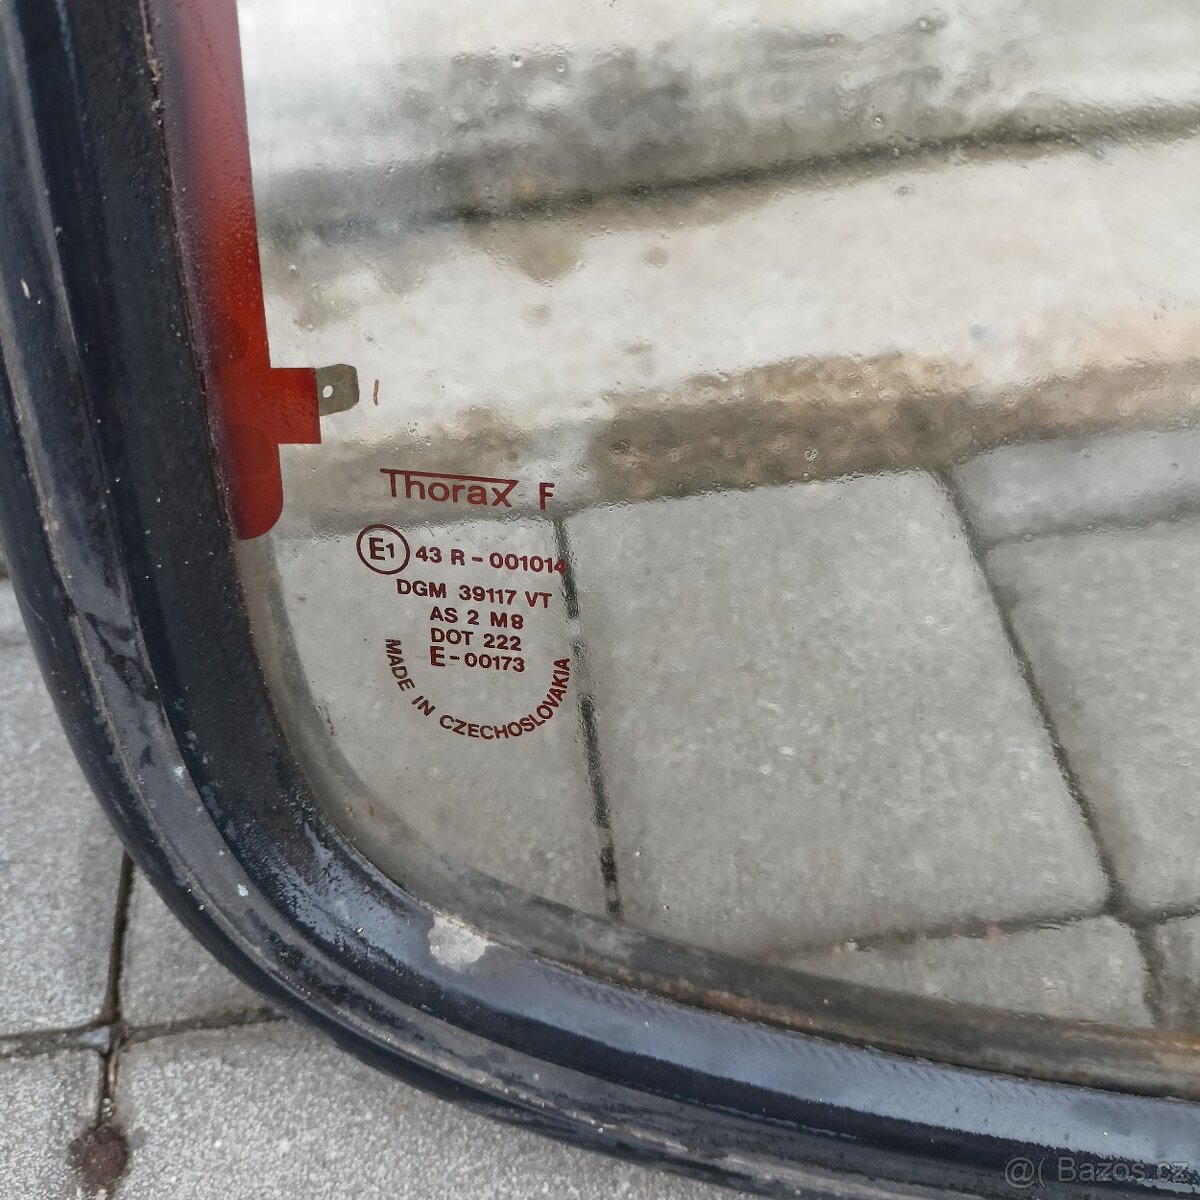 Thorax F
E1 43 R - 001014
DGM 39117 VT
AS 2 M8
DOT 222
E-00173
MADE IN CZECHOSLOVAKIA
@( Bazos.cz